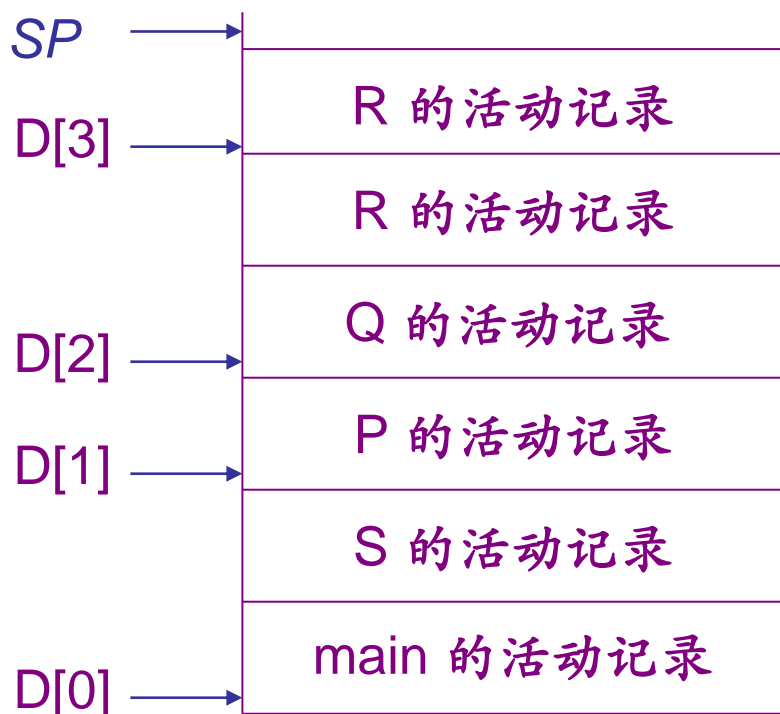 SP
R 的活动记录
D[3]
R 的活动记录
Q 的活动记录
D[2]
P 的活动记录
D[1]
S 的活动记录
main 的活动记录
D[0]